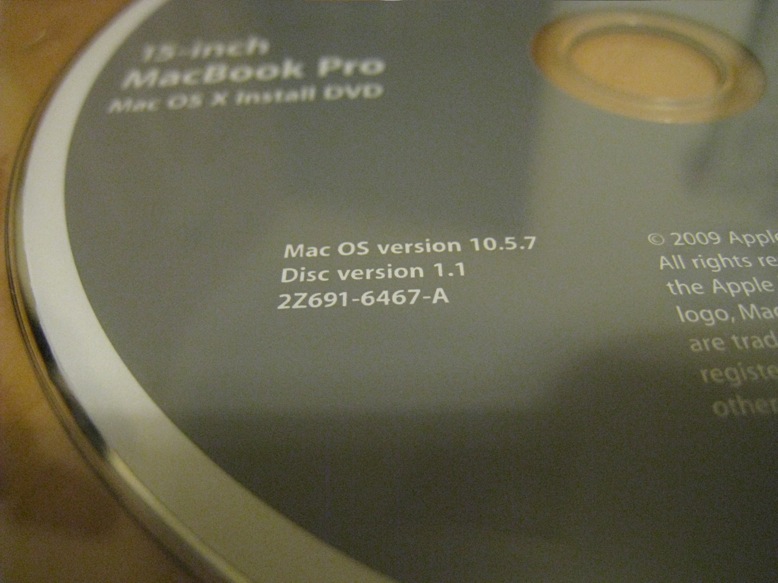 15-inch
MacBook Pro
Mac OS X Install DVD
Mac OS version 10.5.7
Disc version 1.1
2Z691-6467-A
© 2009 Apple
All rights re
the Apple
logo, Mac
are trad
registe
other